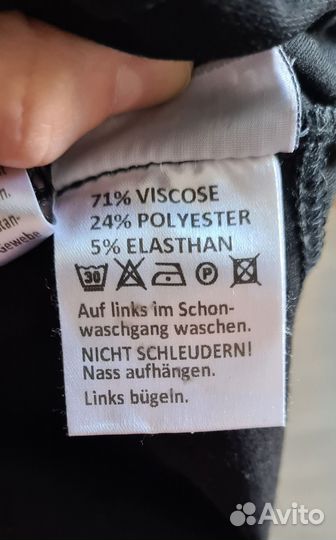 71% VISCOSE
24% POLYESTER
5% ELASTHAN
30 P
Auf links im Schon-
waschgang waschen.
NICHT SCHLEUDERN!
Nass aufhängen.
Links bügeln.
Gewebe
Avito